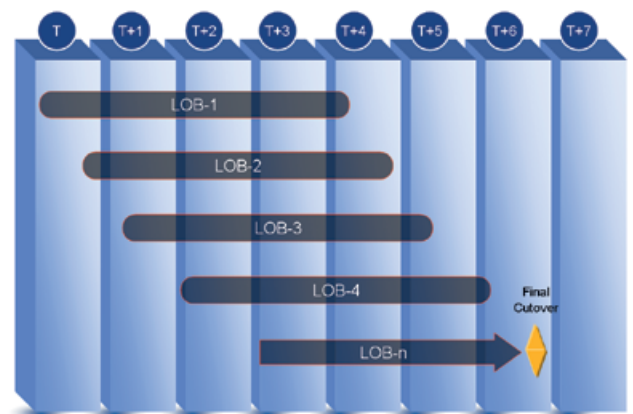 T
T+1
T+2
T+3
T+4
T+5
T+6
T+7
LOB-1
LOB-2
LOB-3
LOB-4
Final
Cutover
LOB-n